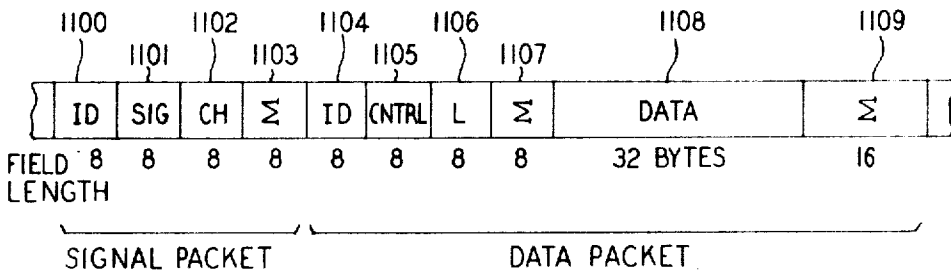 1100 1102 1104 1106 1108 1109
1101 1103 1105 1107
ID SIG CH Σ ID CNTRL L Σ DATA Σ
FIELD LENGTH 8 8 8 8 8 8 8 8 32 BYTES 16
SIGNAL PACKET DATA PACKET